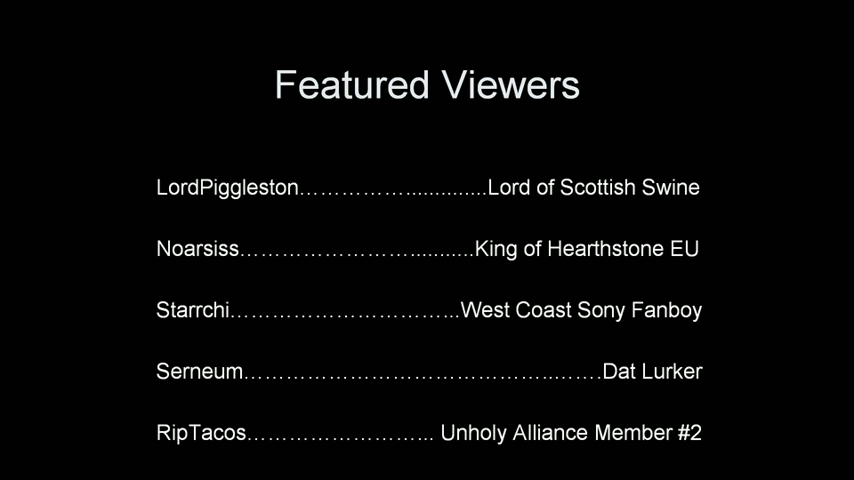 Featured Viewers
LordPiggleston……………..............Lord of Scottish Swine
Noarsiss……………………...........King of Hearthstone EU
Starrchi…………………………...West Coast Sony Fanboy
Serneum……………………………………..…….Dat Lurker
RipTacos……………………... Unholy Alliance Member #2